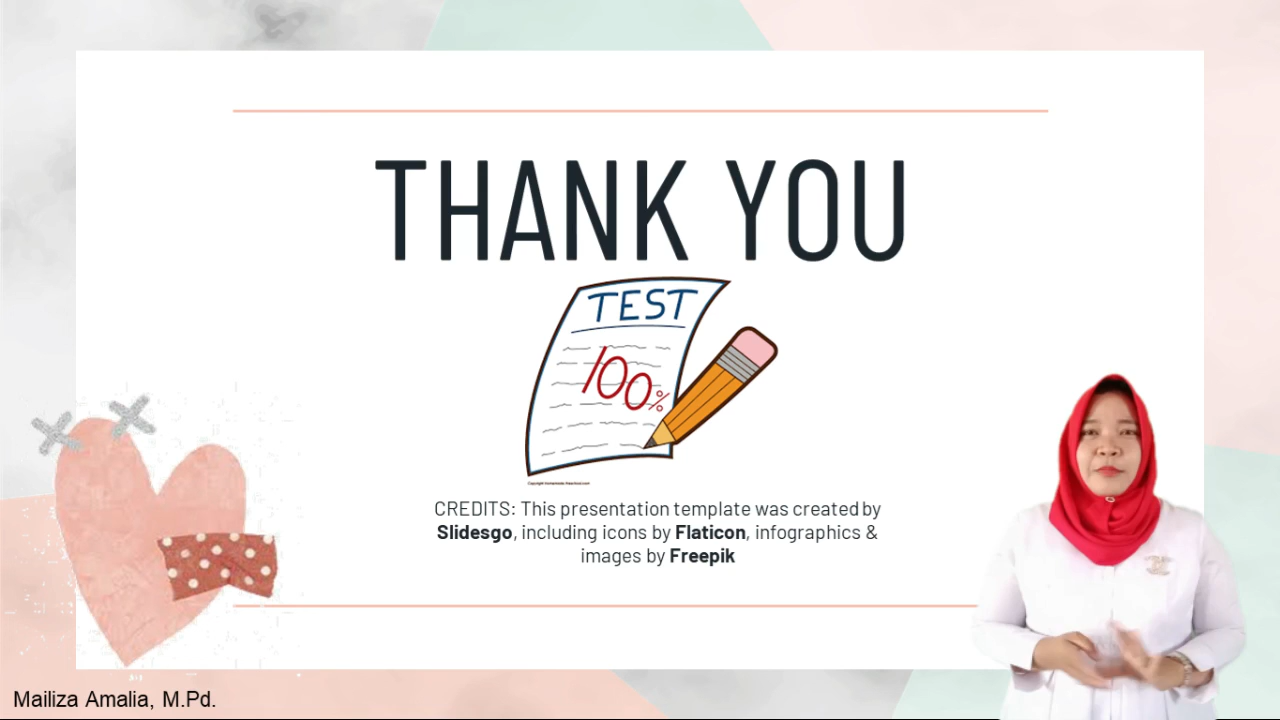 THANK YOU
TEST
100%
CREDITS: This presentation template was created by
Slidesgo, including icons by Flaticon, infographics &
images by Freepik
Mailiza Amalia, M.Pd.